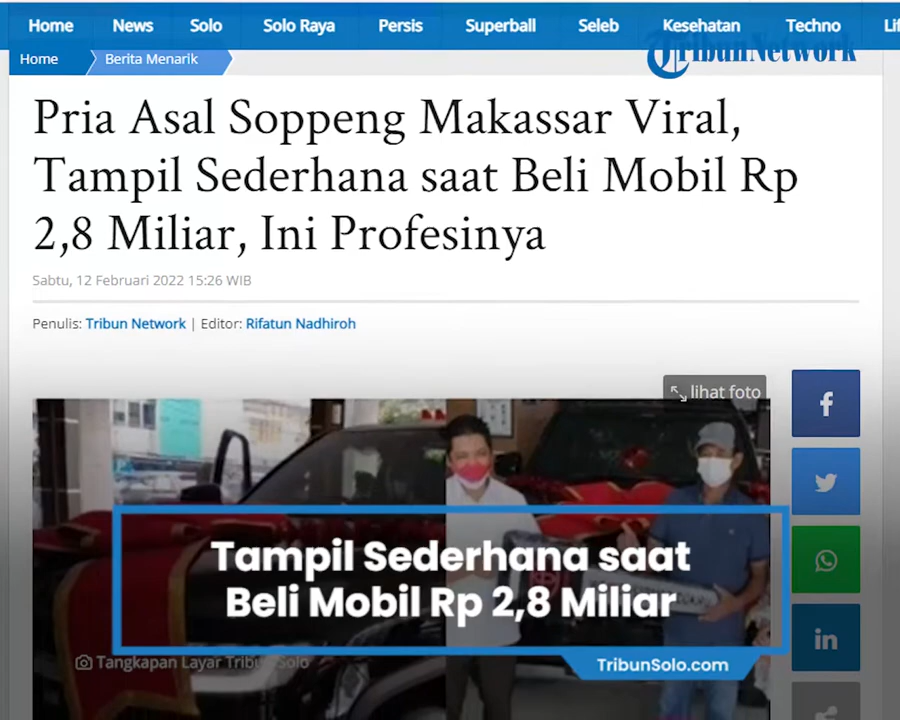 Home News Solo Solo Raya Persis Superball Seleb Kesehatan Techno
Home Berita Menarik
TribunNetwork
Pria Asal Soppeng Makassar Viral,
Tampil Sederhana saat Beli Mobil Rp
2,8 Miliar, Ini Profesinya
Sabtu, 12 Februari 2022 15:26 WIB
Penulis: Tribun Network | Editor: Rifatun Nadhiroh
lihat foto
Tampil Sederhana saat
Beli Mobil Rp 2,8 Miliar
Tangkapan Layar Tribun Solo
TribunSolo.com